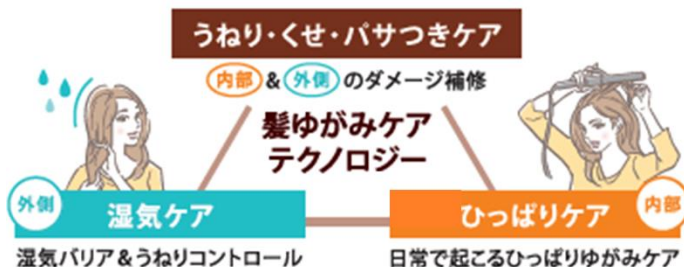 うねり・くせ・パサつきケア
内部&外側のダメージ補修
髪ゆがみケア
テクノロジー
外側
湿気ケア
湿気バリア&うねりコントロール
ひっぱりケア
内部
日常で起こるひっぱりゆがみケア